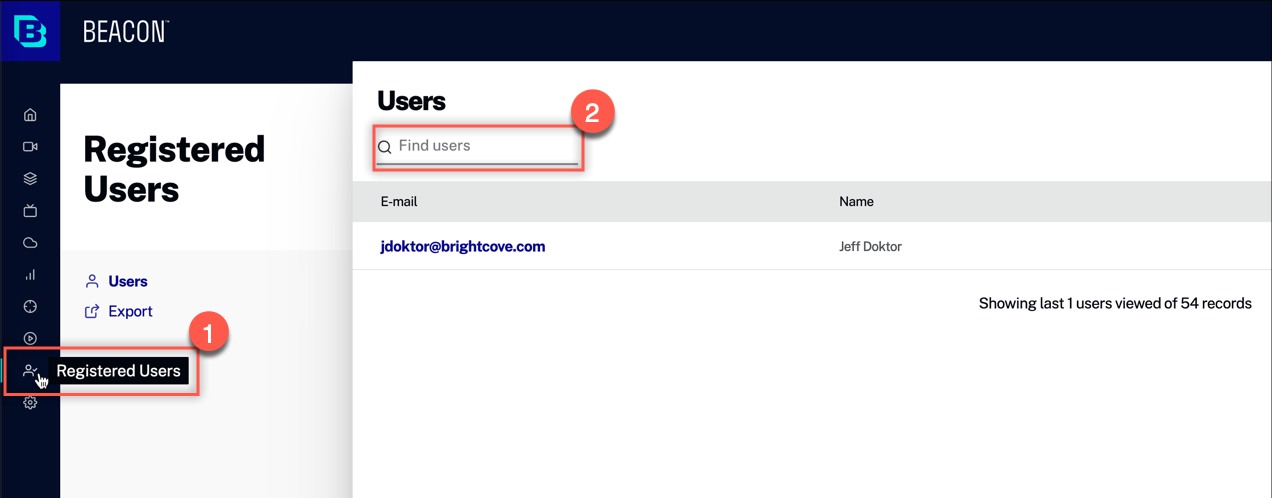 BEACON™
Registered
Users
Users
Export
1
Registered Users
Users
2
Find users
E-mail Name
jdoktor@brightcove.com Jeff Doktor
Showing last 1 users viewed of 54 records